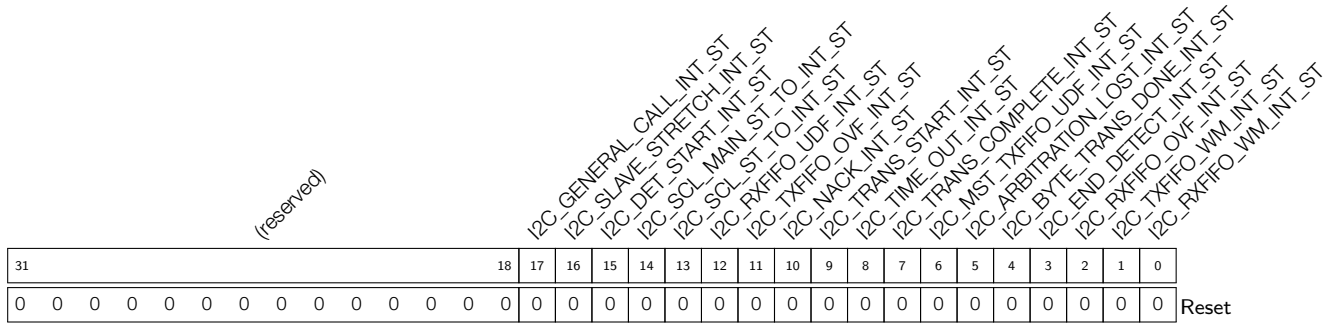 (reserved)
I2C_GENERAL_CALL_INT_ST
I2C_SLAVE_STRETCH_INT_ST
I2C_DET_START_INT_ST
I2C_SCL_MAIN_ST_TO_INT_ST
I2C_SCL_ST_TO_INT_ST
I2C_RXFIFO_UDF_INT_ST
I2C_TXFIFO_OVF_INT_ST
I2C_NACK_INT_ST
I2C_TRANS_START_INT_ST
I2C_TIME_OUT_INT_ST
I2C_TRANS_COMPLETE_INT_ST
I2C_MST_TXFIFO_UDF_INT_ST
I2C_ARBITRATION_LOST_INT_ST
I2C_BYTE_TRANS_DONE_INT_ST
I2C_END_DETECT_INT_ST
I2C_RXFIFO_OVF_INT_ST
I2C_TXFIFO_WM_INT_ST
I2C_RXFIFO_WM_INT_ST
31 18 17 16 15 14 13 12 11 10 9 8 7 6 5 4 3 2 1 0
0 0 0 0 0 0 0 0 0 0 0 0 0 0 0 0 0 0 0 0 0 0 0 0 0 0 0 0 0 0 0 0 Reset